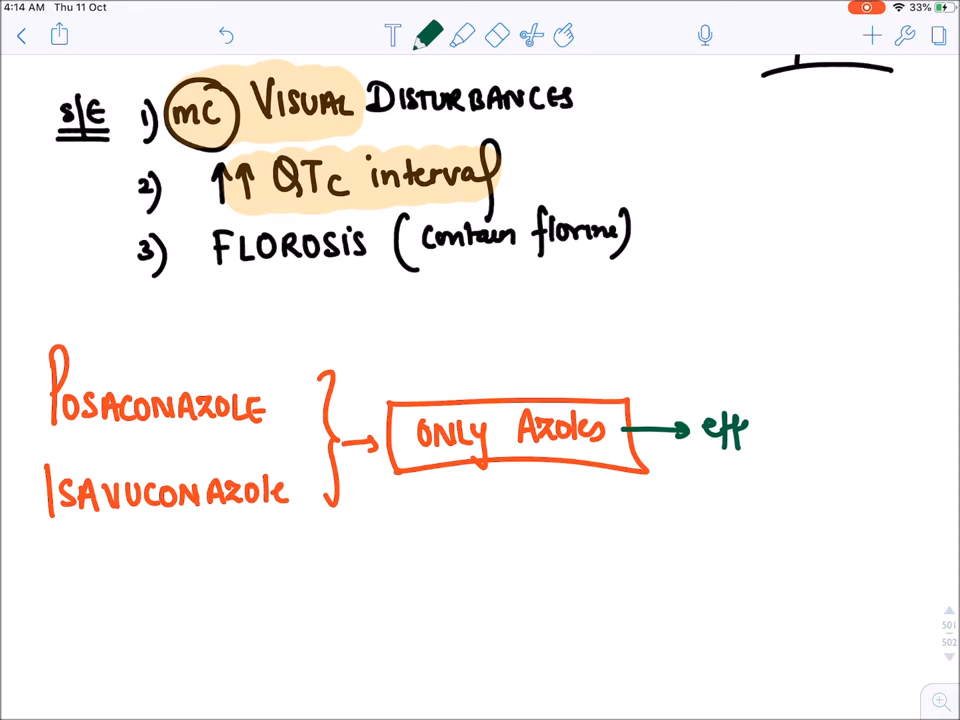 4:14 AM Thu 11 Oct 33%
T
S/E 1) mc VISUAL DISTURBANCES
2) ↑↑ QTc interval
3) FLOROSIS (contain florine)
POSACONAZOLE
ISAVUCONAZOLE
→ ONLY AZOLES → eff
501
502